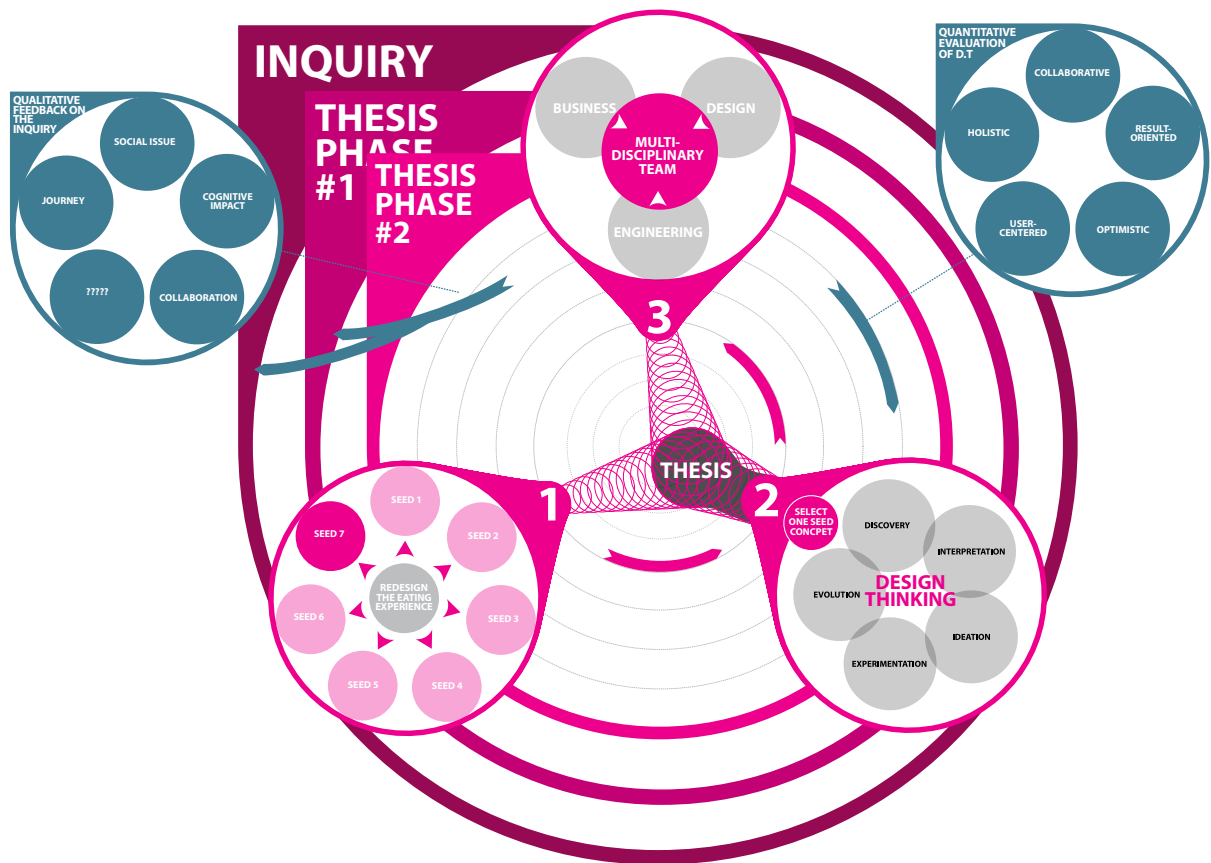 INQUIRY
THESIS
PHASE
#1
THESIS
PHASE
#2
QUALITATIVE
FEEDBACK ON
THE
INQUIRY
SOCIAL ISSUE
JOURNEY
COGNITIVE
IMPACT
?????
COLLABORATION
BUSINESS
DESIGN
MULTI-
DISCIPLINARY
TEAM
ENGINEERING
3
QUANTITATIVE
EVALUATION
OF D.T
COLLABORATIVE
HOLISTIC
RESULT-
ORIENTED
USER-
CENTERED
OPTIMISTIC
THESIS
1
SEED 1
SEED 7
SEED 2
REDESIGN
THE EATING
EXPERIENCE
SEED 6
SEED 3
SEED 5
SEED 4
2
SELECT
ONE SEED
CONCPET
DISCOVERY
INTERPRETATION
EVOLUTION
DESIGN
THINKING
IDEATION
EXPERIMENTATION